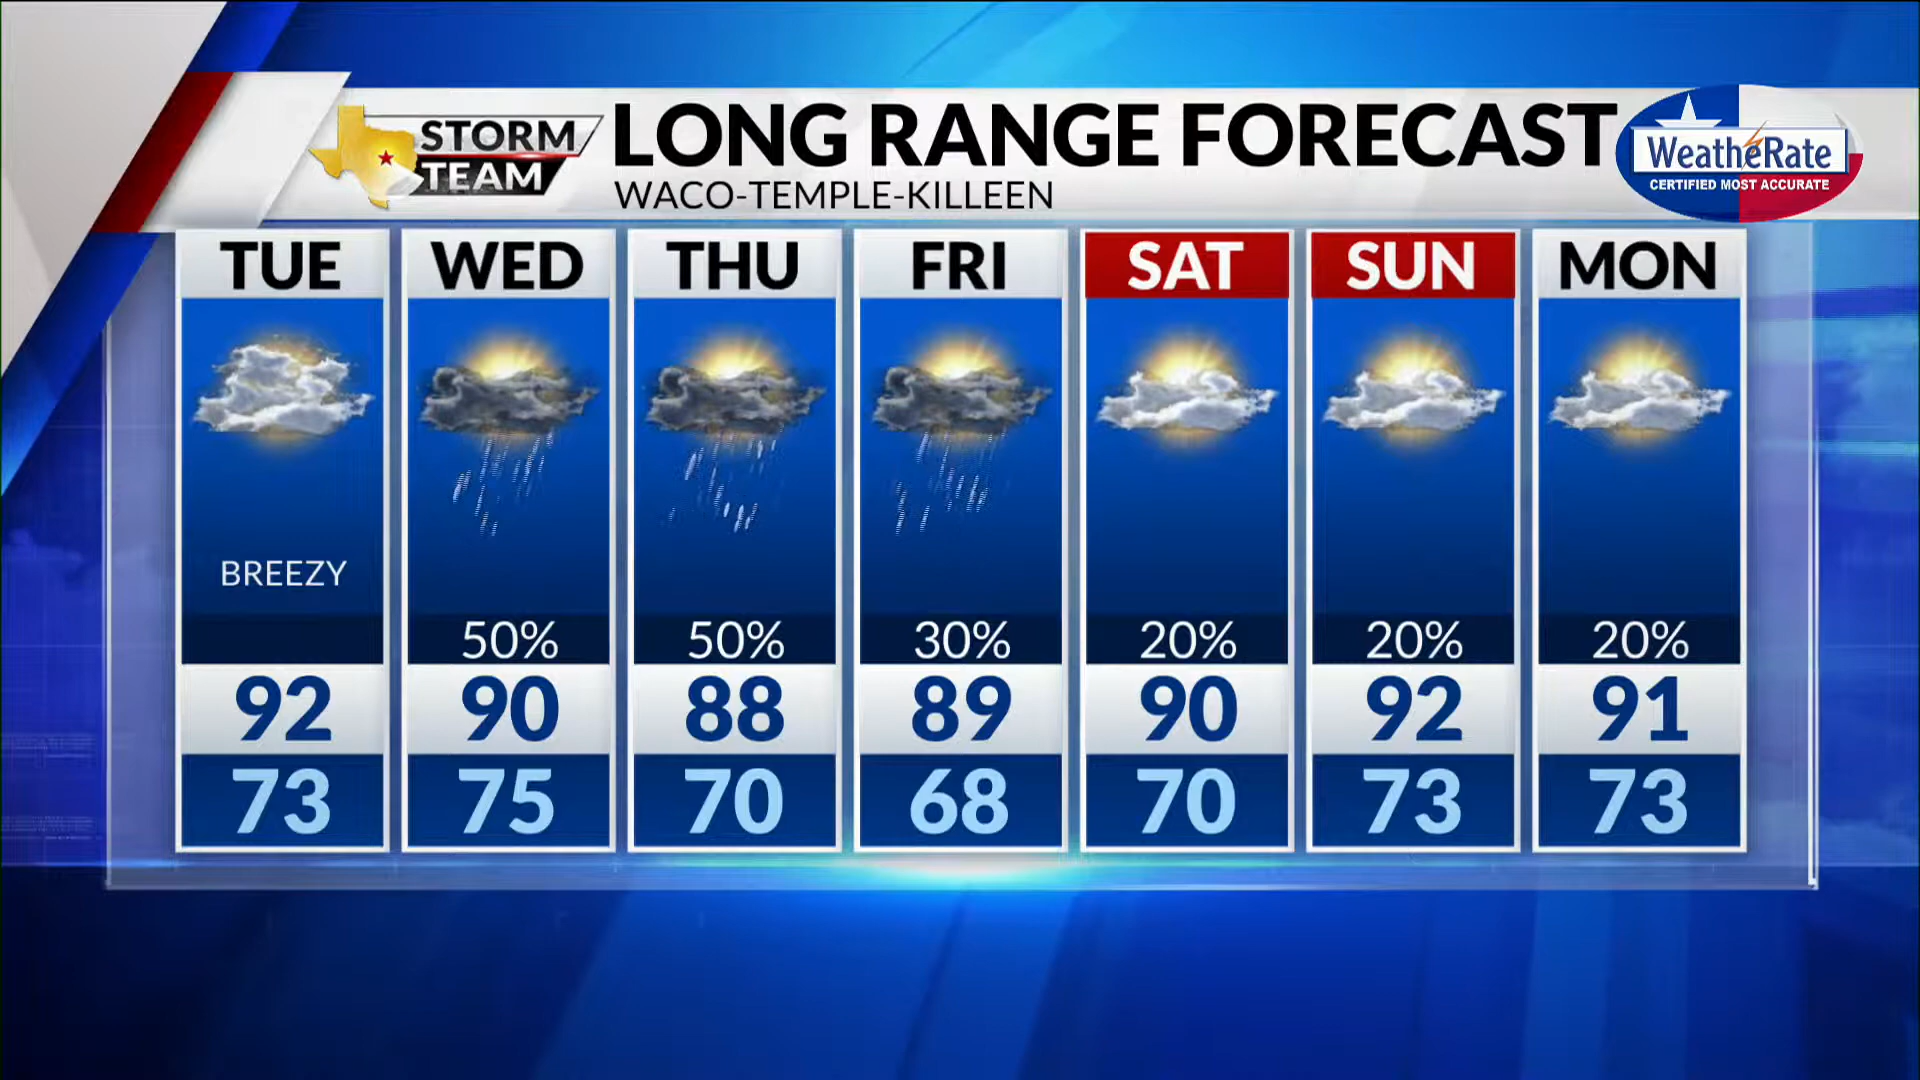 STORM
TEAM
LONG RANGE FORECAST
WACO-TEMPLE-KILLEEN
WeatheRate
CERTIFIED MOST ACCURATE
TUE WED THU FRI SAT SUN MON
BREEZY
50% 50% 30% 20% 20% 20%
92 90 88 89 90 92 91
73 75 70 68 70 73 73